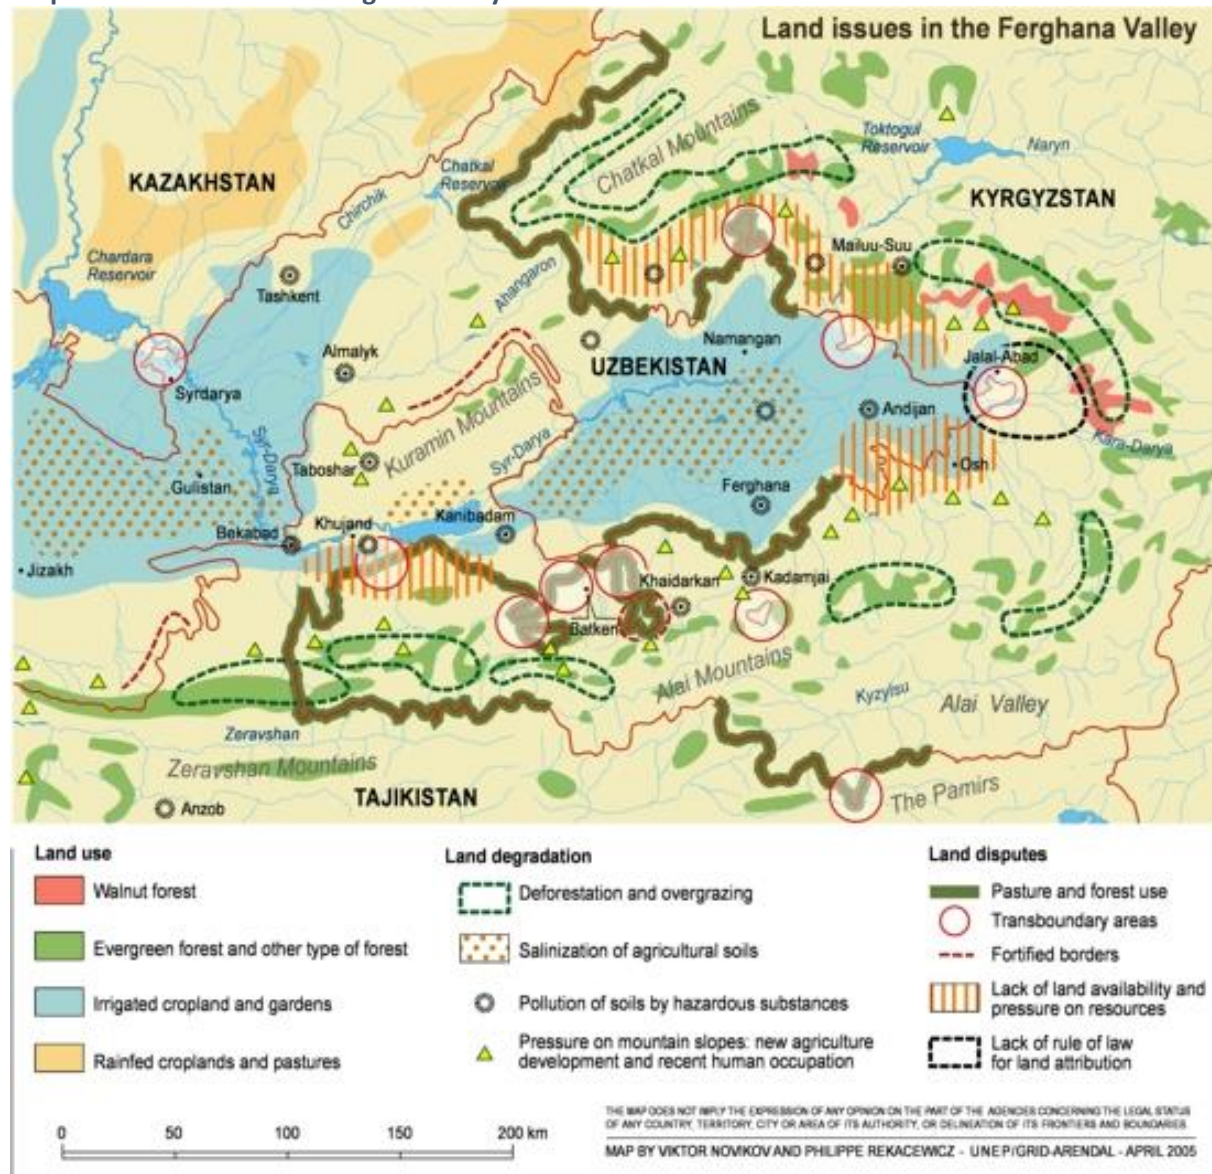 Land issues in the Ferghana Valley
Chatkal Mountains
Toktogul
Reservoir
Naryn
KAZAKHSTAN
Chatkal
Reservoir
KYRGYZSTAN
Chirchik
Chardara
Reservoir
Mailuu-Suu
Tashkent
Ahangaron
Namangan
Almalyk
UZBEKISTAN
Jalal-Abad
Syrdarya
Kuramin Mountains
Andijan
Kara-Darya
Syr-Darya
Syr-Darya
Taboshar
Osh
Gulistan
Ferghana
Khujand
Kanibadam
Bekabad
Jizakh
Khaidarkan
Kadamjai
Batken
Alai Mountains
Kyzylsu
Alai Valley
Zeravshan
Zeravshan Mountains
TAJIKISTAN
The Pamirs
Anzob
Land use
Walnut forest
Evergreen forest and other type of forest
Irrigated cropland and gardens
Rainfed croplands and pastures
Land degradation
Deforestation and overgrazing
Salinization of agricultural soils
Pollution of soils by hazardous substances
Pressure on mountain slopes: new agriculture
development and recent human occupation
Land disputes
Pasture and forest use
Transboundary areas
Fortified borders
Lack of land availability and
pressure on resources
Lack of rule of law
for land attribution
0 50 100 150 200 km
THE MAP DOES NOT IMPLY THE EXPRESSION OF ANY OPINION ON THE PART OF THE AGENCIES CONCERNING THE LEGAL STATUS
OF ANY COUNTRY, TERRITORY, CITY OR AREA OF ITS AUTHORITY, OR DELINEATION OF ITS FRONTIERS AND BOUNDARIES.
MAP BY VIKTOR NOVIKOV AND PHILIPPE REKACEWICZ - UNEP/GRID-ARENDAL - APRIL 2005